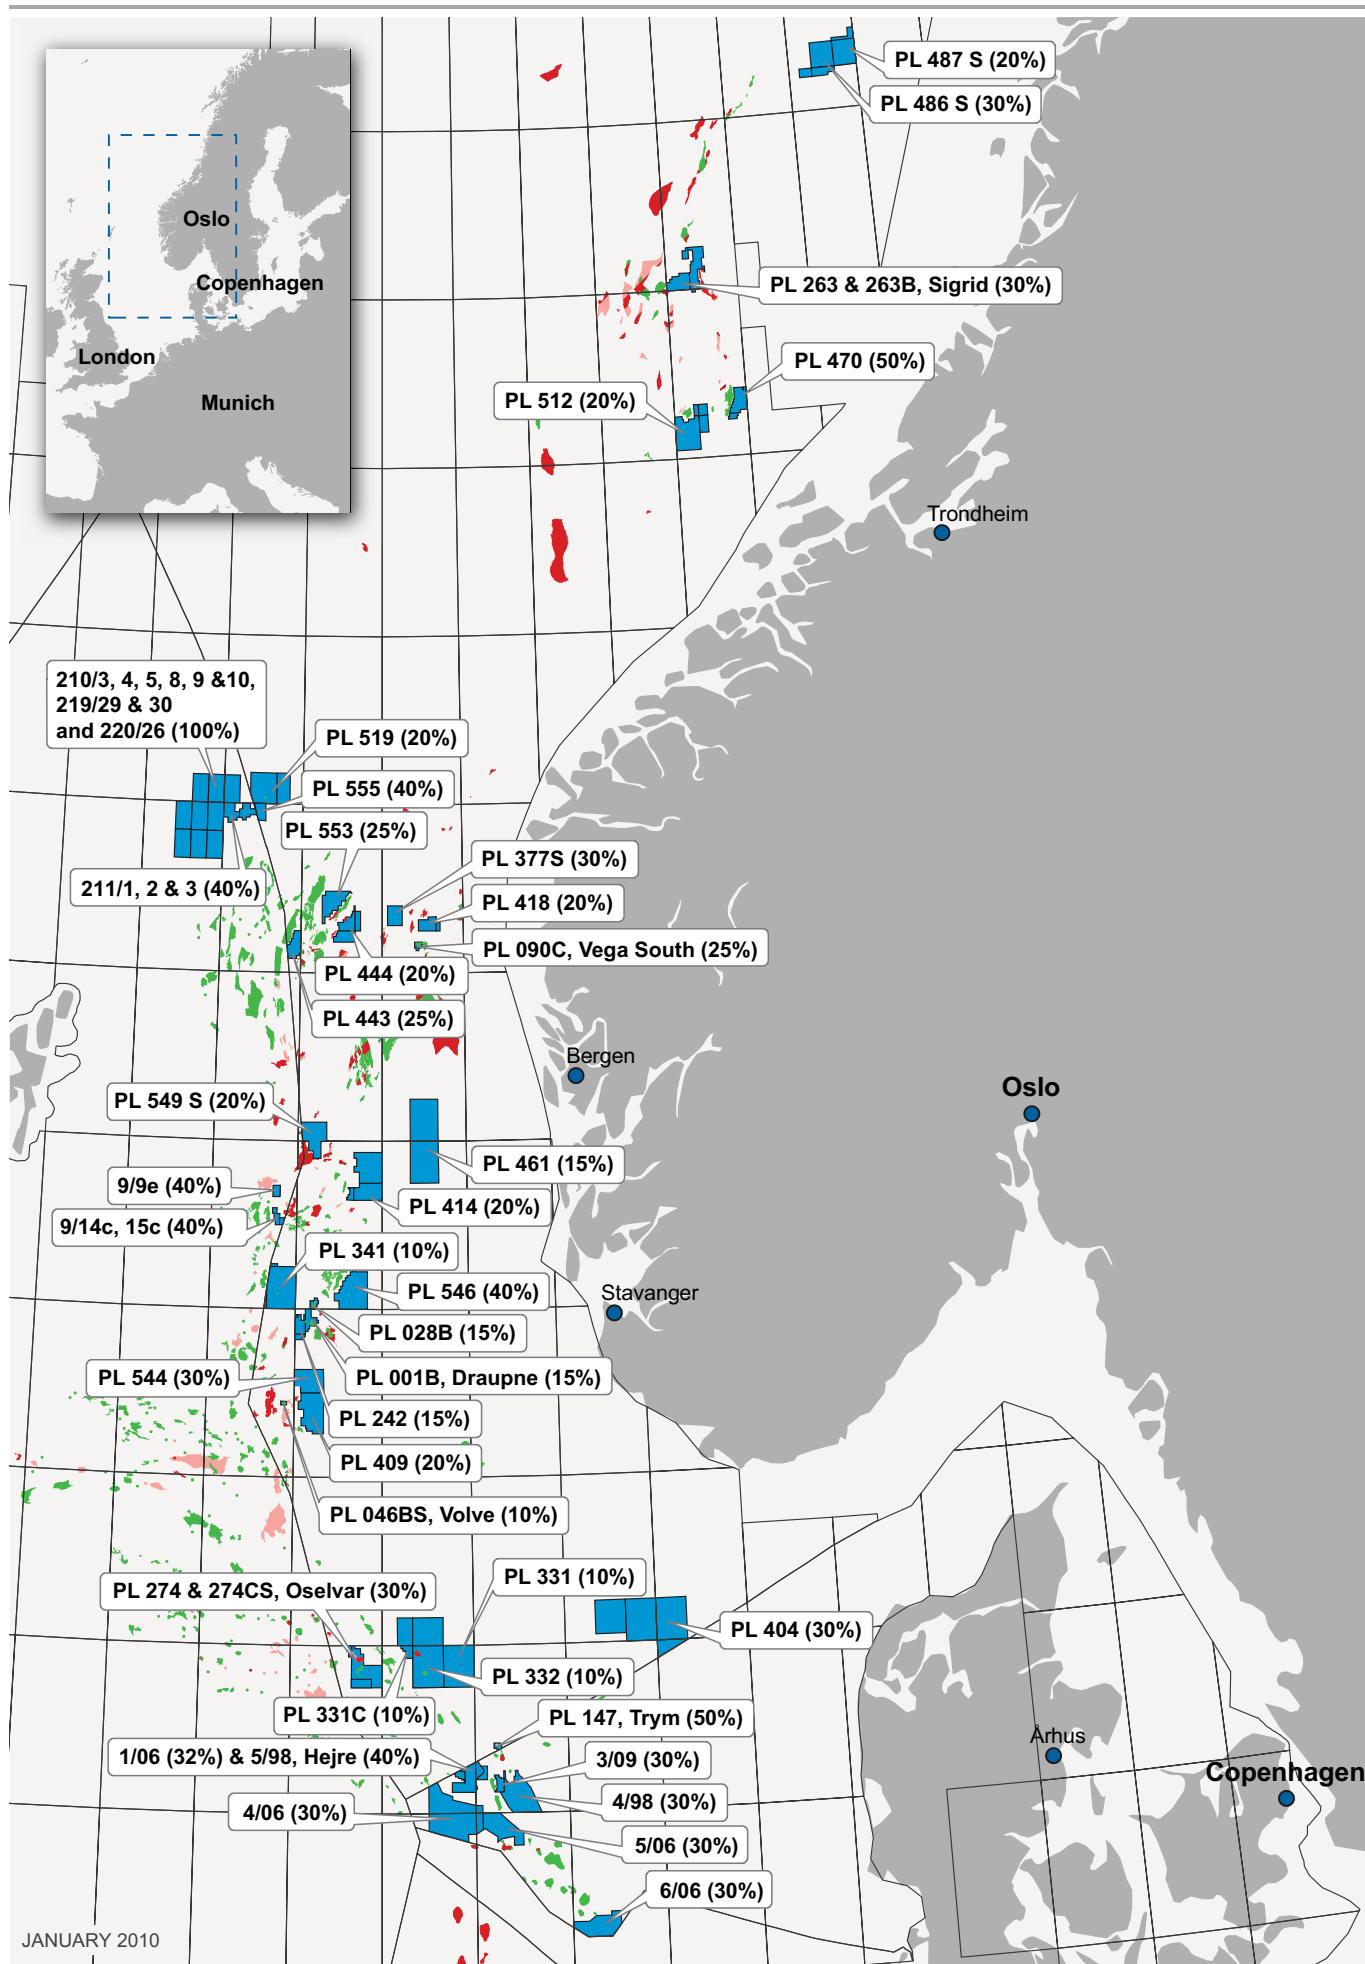 PL 487 S (20%)
PL 486 S (30%)
Oslo
Copenhagen
London
Munich
PL 263 & 263B, Sigrid (30%)
PL 470 (50%)
PL 512 (20%)
Trondheim
210/3, 4, 5, 8, 9 &10,
219/29 & 30
and 220/26 (100%)
PL 519 (20%)
PL 555 (40%)
PL 553 (25%)
PL 377S (30%)
211/1, 2 & 3 (40%)
PL 418 (20%)
PL 090C, Vega South (25%)
PL 444 (20%)
PL 443 (25%)
Bergen
Oslo
PL 549 S (20%)
PL 461 (15%)
9/9e (40%)
PL 414 (20%)
9/14c, 15c (40%)
PL 341 (10%)
PL 546 (40%)
Stavanger
PL 028B (15%)
PL 544 (30%)
PL 001B, Draupne (15%)
PL 242 (15%)
PL 409 (20%)
PL 046BS, Volve (10%)
PL 331 (10%)
PL 274 & 274CS, Oselvar (30%)
PL 404 (30%)
PL 332 (10%)
PL 331C (10%)
PL 147, Trym (50%)
Århus
1/06 (32%) & 5/98, Hejre (40%)
3/09 (30%)
Copenhagen
4/98 (30%)
4/06 (30%)
5/06 (30%)
6/06 (30%)
JANUARY 2010